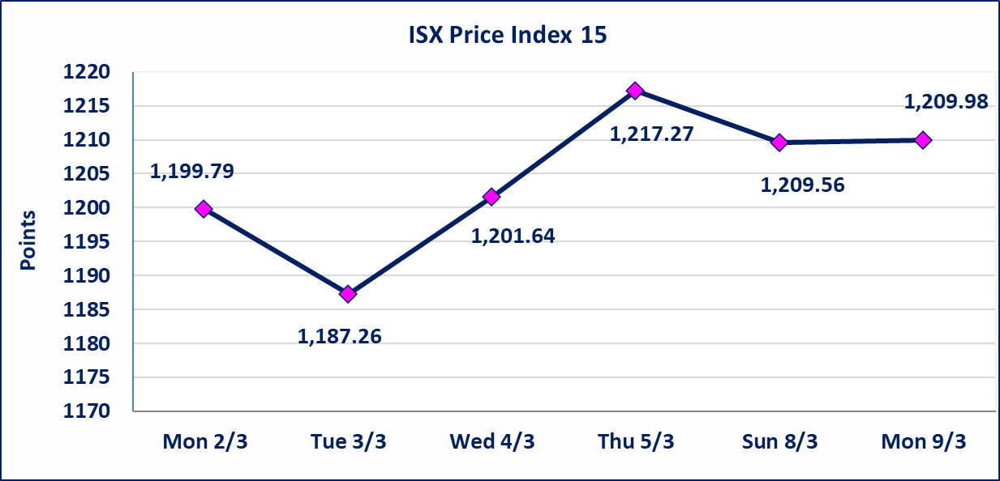 ISX Price Index 15
Points
1220
1215
1210
1205
1200
1195
1190
1185
1180
1175
1170
1,199.79
1,187.26
1,201.64
1,217.27
1,209.56
1,209.98
Mon 2/3
Tue 3/3
Wed 4/3
Thu 5/3
Sun 8/3
Mon 9/3